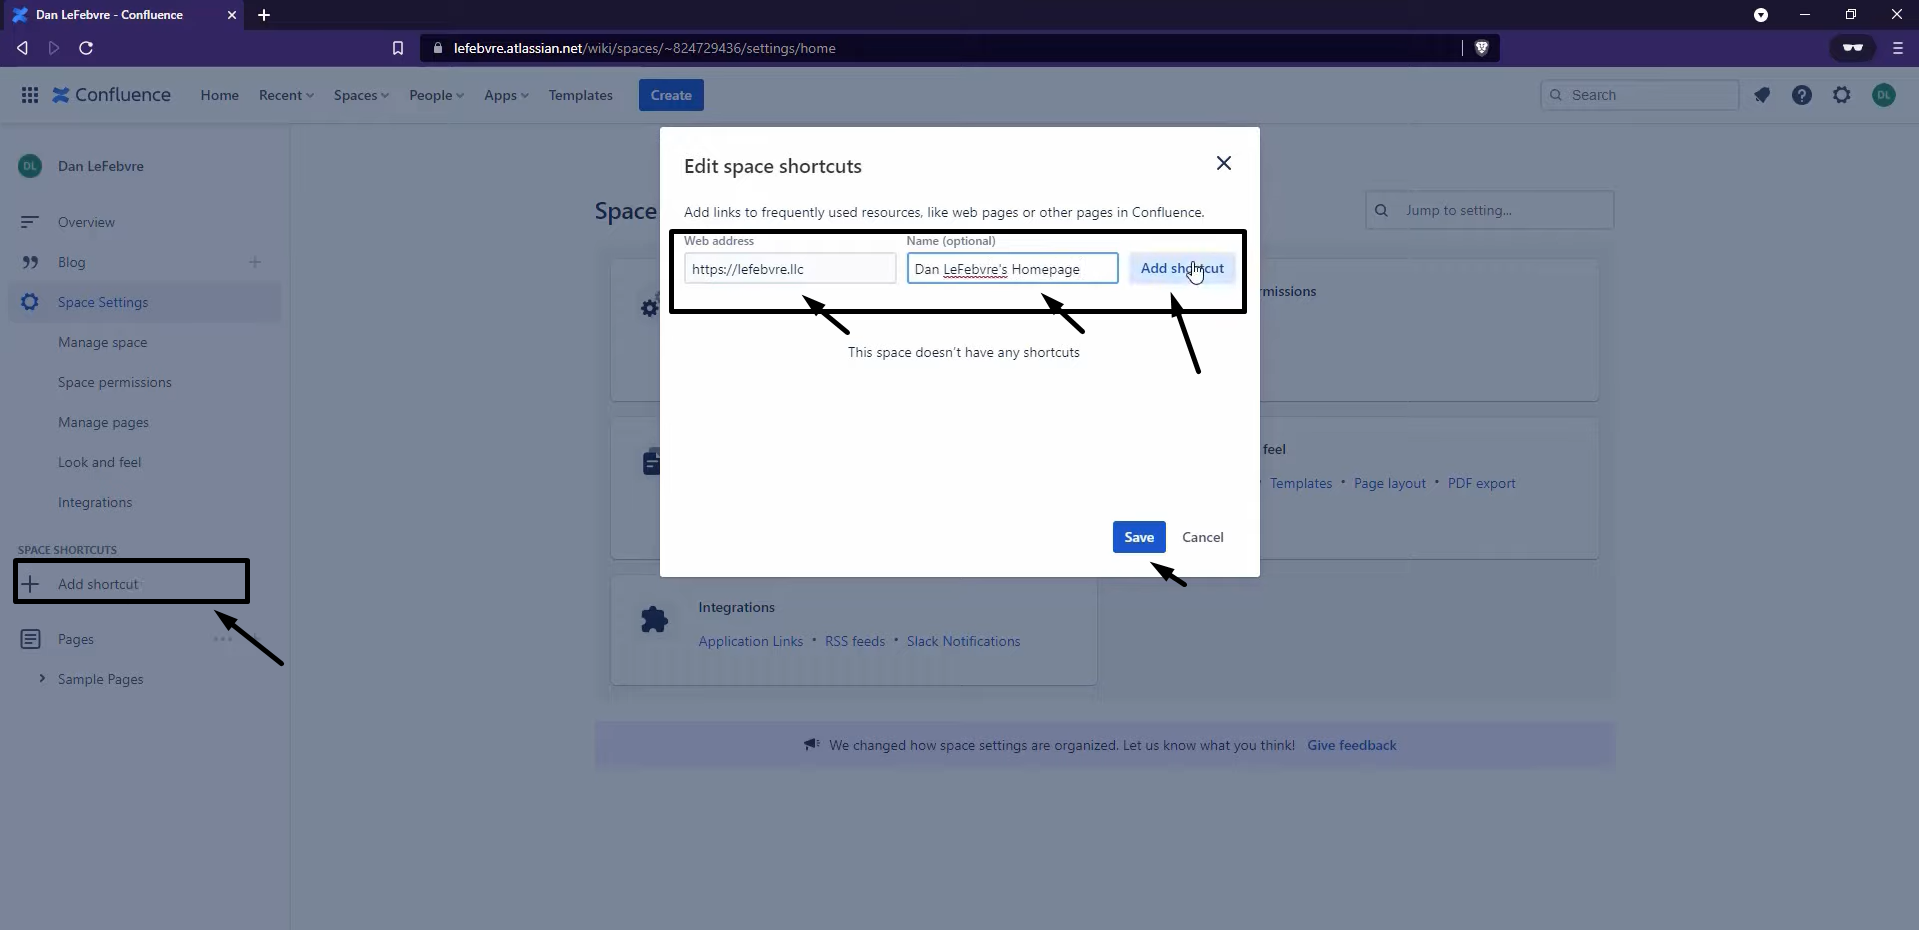 Dan LeFebvre - Confluence
lefebvre.atlassian.net/wiki/spaces/~824729436/settings/home
Confluence
Home
Recent
Spaces
People
Apps
Templates
Create
Search
DL
DL
Dan LeFebvre
Overview
Blog
Space Settings
Manage space
Space permissions
Manage pages
Look and feel
Integrations
SPACE SHORTCUTS
Add shortcut
Pages
Sample Pages
Space
Jump to setting...
Edit space shortcuts
Add links to frequently used resources, like web pages or other pages in Confluence.
Web address
Name (optional)
https://lefebvre.llc
Dan LeFebvre's Homepage
Add shortcut
This space doesn't have any shortcuts
Save
Cancel
missions
feel
Templates • Page layout • PDF export
Integrations
Application Links • RSS feeds • Slack Notifications
We changed how space settings are organized. Let us know what you think! Give feedback